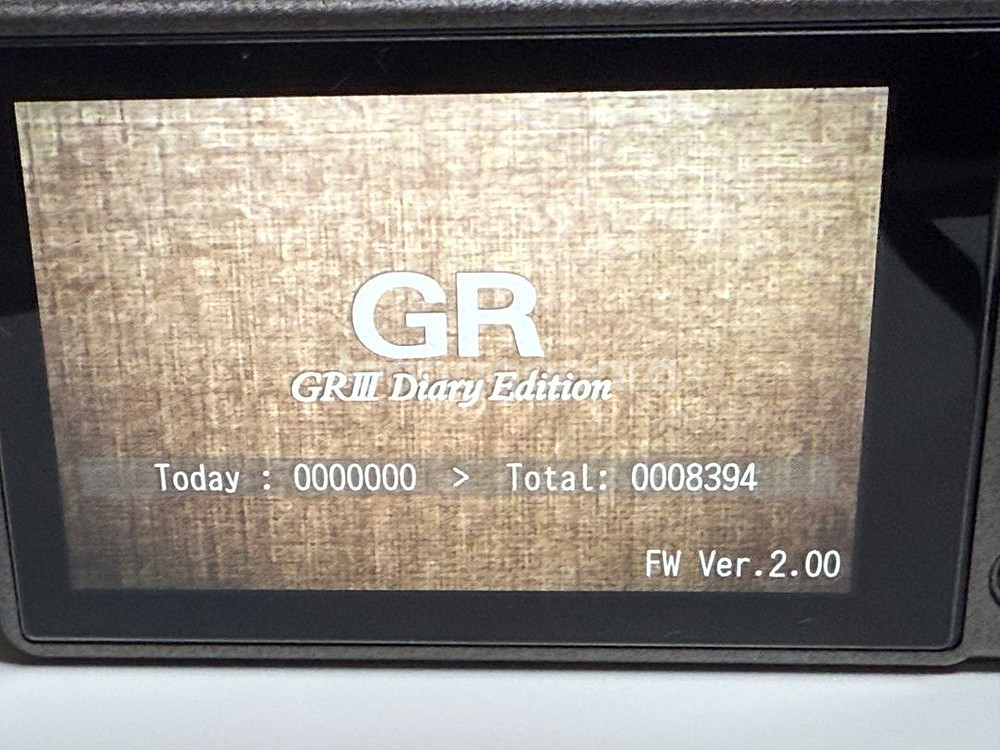 GR
GRIII Diary Edition
Today : 0000000 > Total: 0008394
FW Ver.2.00